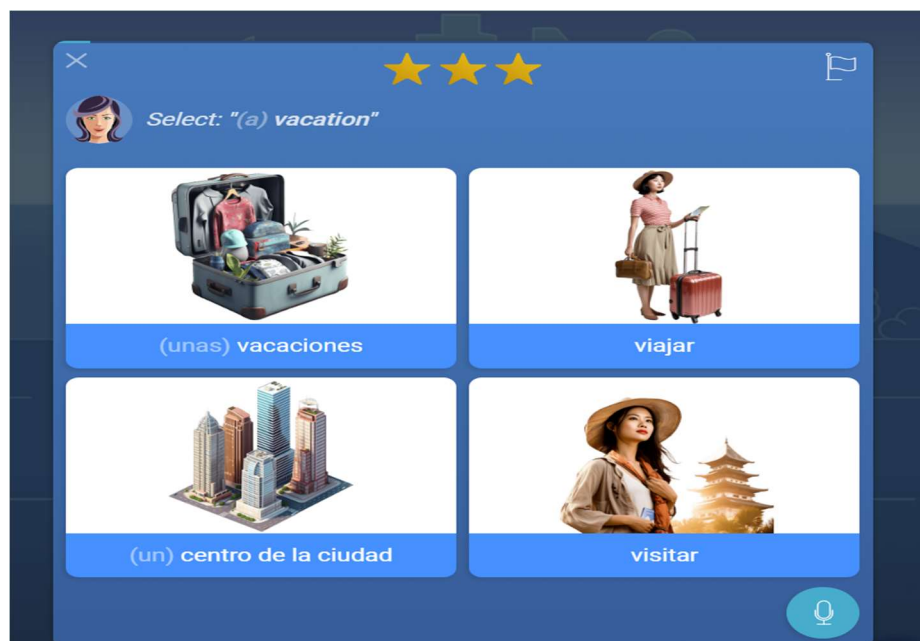 Select: "(a) vacation"
(unas) vacaciones
viajar
(un) centro de la ciudad
visitar